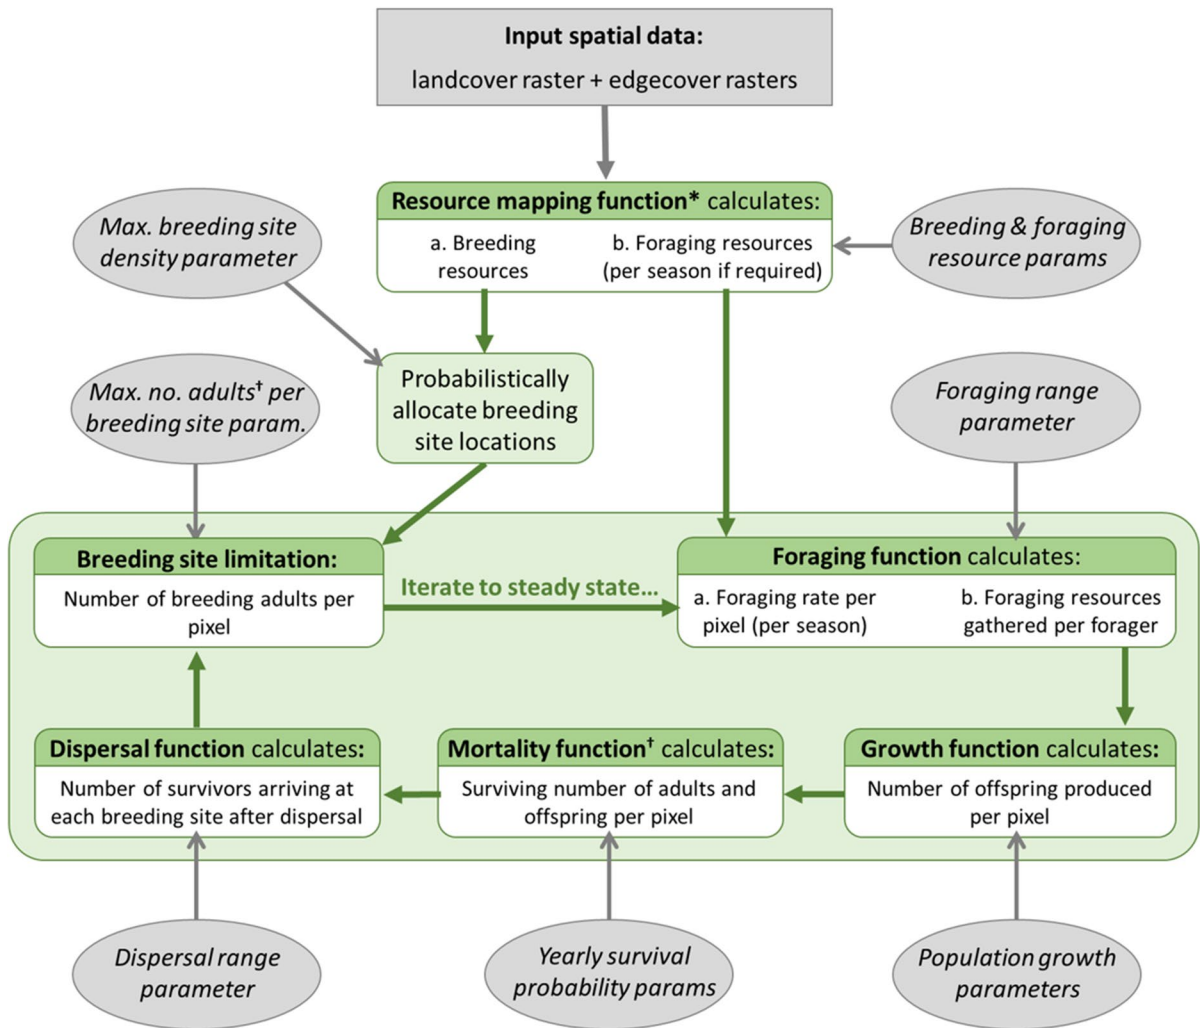 Input spatial data:
landcover raster + edgecover rasters
Resource mapping function* calculates:
a. Breeding
resources
b. Foraging resources
(per season if required)
Max. breeding site
density parameter
Breeding & foraging
resource params
Probabilistically
allocate breeding
site locations
Max. no. adults† per
breeding site param.
Foraging range
parameter
Breeding site limitation:
Number of breeding adults per
pixel
Iterate to steady state...
Foraging function calculates:
a. Foraging rate per
pixel (per season)
b. Foraging resources
gathered per forager
Dispersal function calculates:
Number of survivors arriving at
each breeding site after dispersal
Mortality function† calculates:
Surviving number of adults and
offspring per pixel
Growth function calculates:
Number of offspring produced
per pixel
Dispersal range
parameter
Yearly survival
probability params
Population growth
parameters